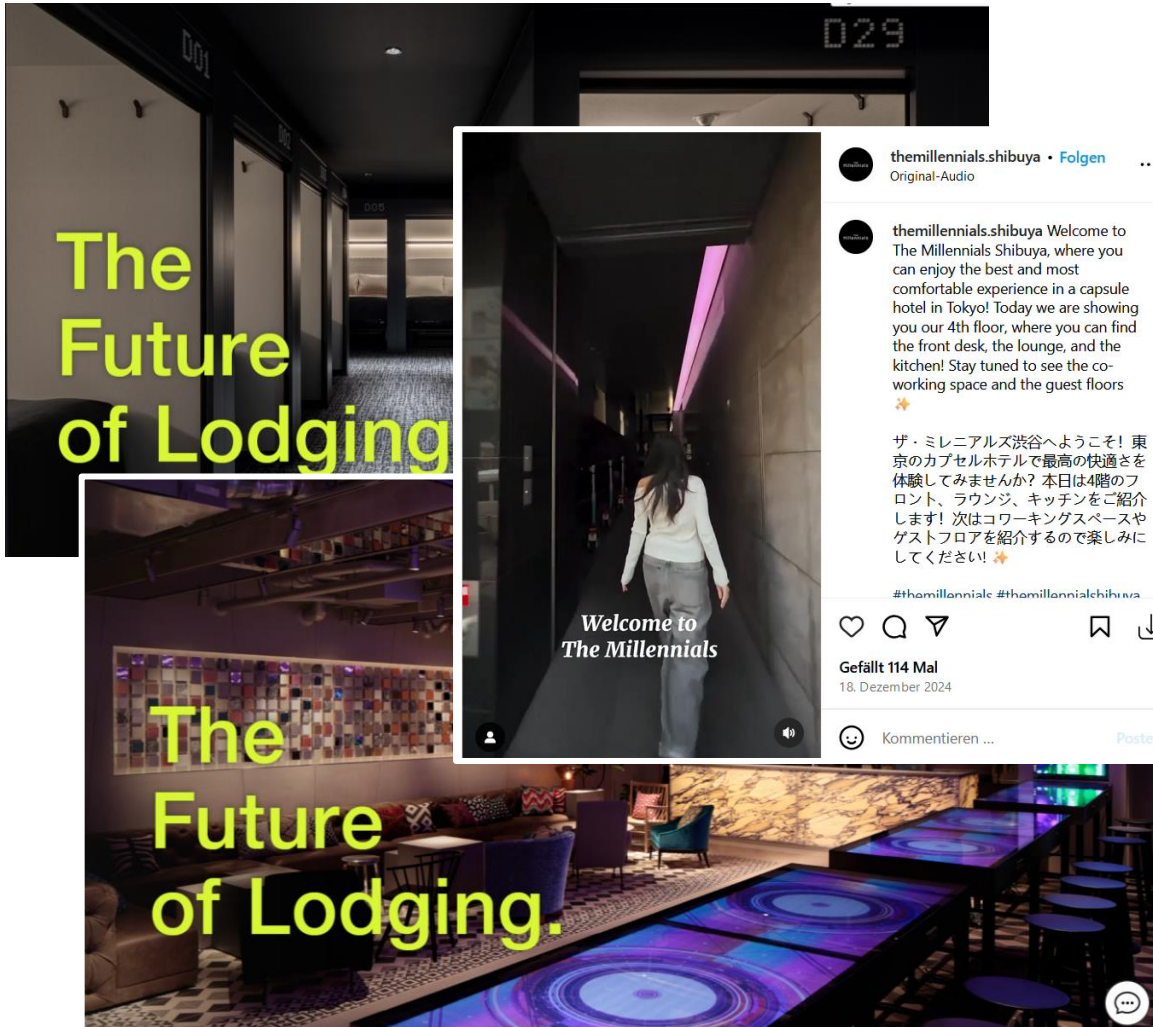 D01
D02
D05
D29
The
Future
of Lodging
themillennials.shibuya • Folgen
Original-Audio
themillennials.shibuya Welcome to
The Millennials Shibuya, where you
can enjoy the best and most
comfortable experience in a capsule
hotel in Tokyo! Today we are showing
you our 4th floor, where you can find
the front desk, the lounge, and the
kitchen! Stay tuned to see the co-
working space and the guest floors
✨
ザ・ミレニアルズ渋谷へようこそ！東
京のカプセルホテルで最高の快適さを
体験してみませんか？本日は4階のフ
ロント、ラウンジ、キッチンをご紹介
します！次はコワーキングスペースや
ゲストフロアを紹介するので楽しみに
してください！✨
#themillennials #themillennialshibuya
Welcome to
The Millennials
Gefällt 114 Mal
18. Dezember 2024
Kommentieren ...
Poste
The
Future
of Lodging.